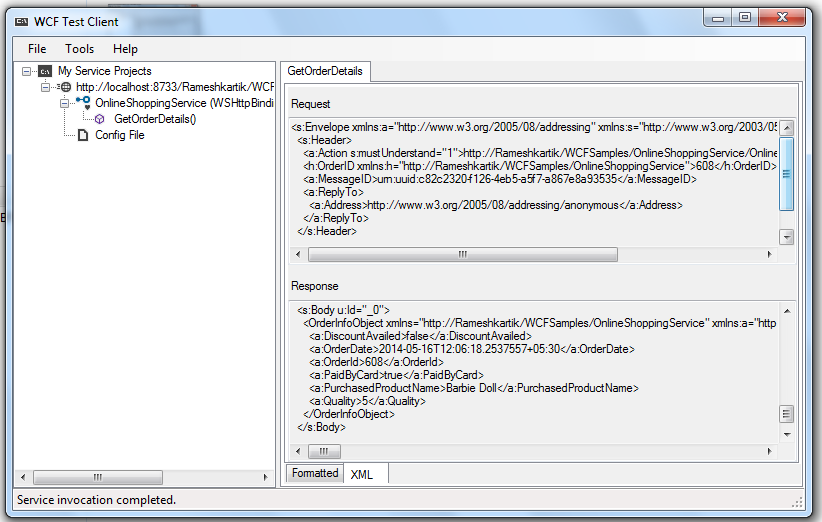 WCF Test Client
File Tools Help
My Service Projects
http://localhost:8733/Rameshkartik/WCF
OnlineShoppingService (WSHttpBindi
GetOrderDetails()
Config File
GetOrderDetails
Request
<s:Envelope xmlns:a="http://www.w3.org/2005/08/addressing" xmlns:s="http://www.w3.org/2003/05
<s:Header>
<a:Action s:mustUnderstand="1">http://Rameshkartik/WCFSamples/OnlineShoppingService/Online
<h:OrderID xmlns:h="http://Rameshkartik/WCFSamples/OnlineShoppingService">608</h:OrderID>
<a:MessageID>urn:uuid:c82c2320-f126-4eb5-a5f7-a867e8a93535</a:MessageID>
<a:ReplyTo>
<a:Address>http://www.w3.org/2005/08/addressing/anonymous</a:Address>
</a:ReplyTo>
</s:Header>
Response
<s:Body u:Id="_0">
<OrderInfoObject xmlns="http://Rameshkartik/WCFSamples/OnlineShoppingService" xmlns:a="http
<a:DiscountAvailed>false</a:DiscountAvailed>
<a:OrderDate>2014-05-16T12:06:18.2537557+05:30</a:OrderDate>
<a:OrderId>608</a:OrderId>
<a:PaidByCard>true</a:PaidByCard>
<a:PurchasedProductName>Barbie Doll</a:PurchasedProductName>
<a:Quality>5</a:Quality>
</OrderInfoObject>
</s:Body>
Formatted XML
Service invocation completed.